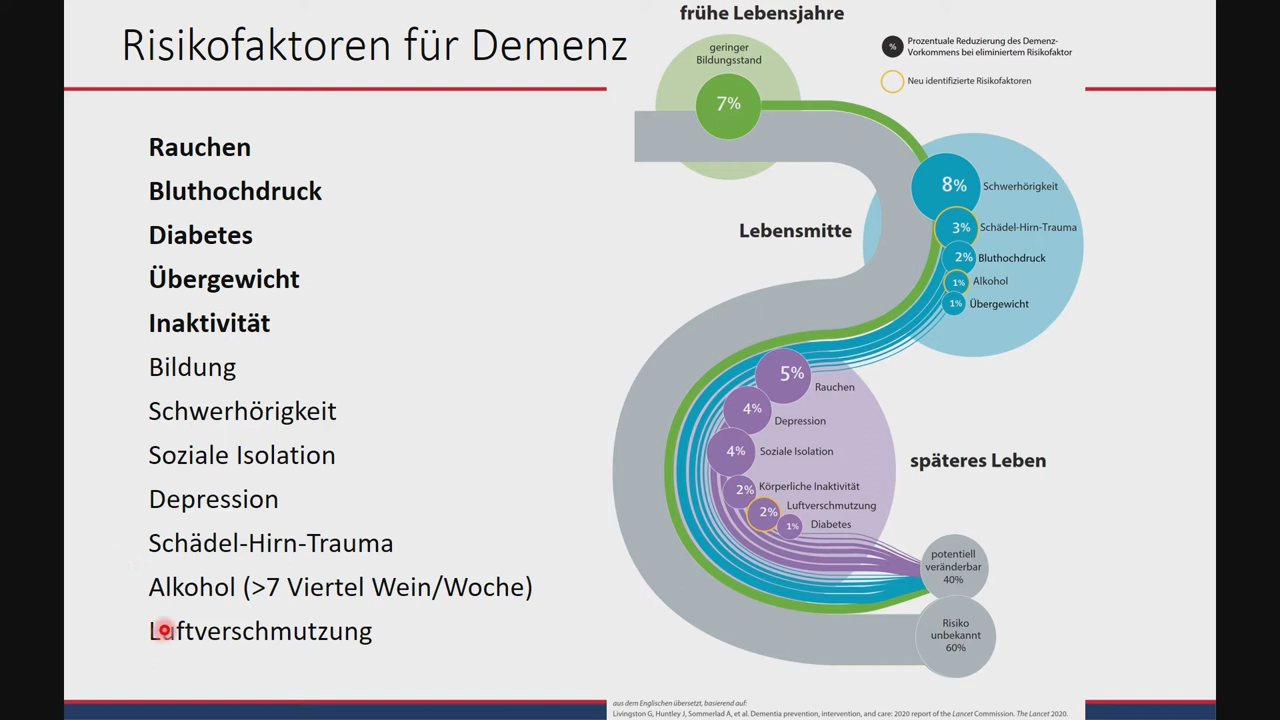 Risikofaktoren für Demenz
Rauchen
Bluthochdruck
Diabetes
Übergewicht
Inaktivität
Bildung
Schwerhörigkeit
Soziale Isolation
Depression
Schädel-Hirn-Trauma
Alkohol (>7 Viertel Wein/Woche)
Luftverschmutzung
frühe Lebensjahre
geringer
Bildungsstand
7%
%
Prozentuale Reduzierung des Demenz-
Vorkommens bei eliminiertem Risikofaktor
Neu identifizierte Risikofaktoren
Lebensmitte
8% Schwerhörigkeit
3% Schädel-Hirn-Trauma
2% Bluthochdruck
1% Alkohol
1% Übergewicht
späteres Leben
5% Rauchen
4% Depression
4% Soziale Isolation
2% Körperliche Inaktivität
2% Luftverschmutzung
1% Diabetes
potentiell
veränderbar
40%
Risiko
unbekannt
60%
aus dem Englischen übersetzt, basierend auf:
Livingston G, Huntley J, Sommerlad A, et al. Dementia prevention, intervention, and care: 2020 report of the Lancet Commission. The Lancet 2020.